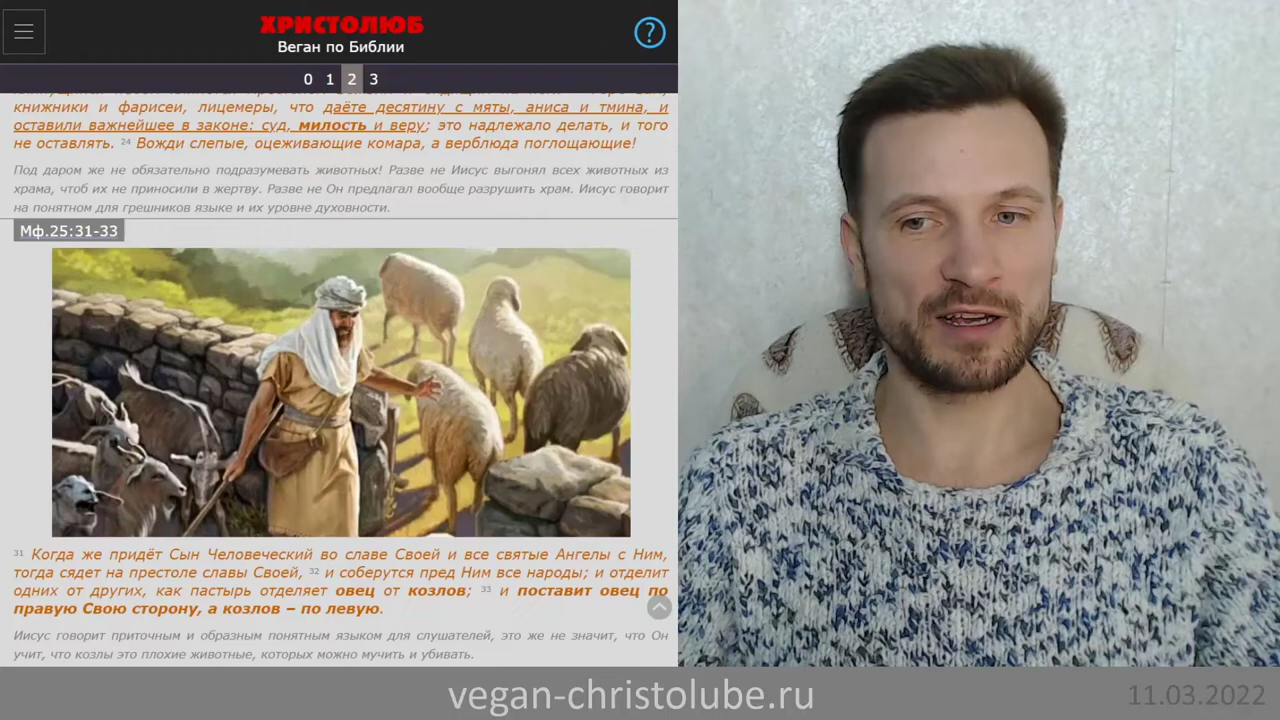 ХРИСТОЛЮБ
Веган по Библии
?
0 1 2 3
книжники и фарисеи, лицемеры, что даёте десятину с мяты, аниса и тмина, и
оставили важнейшее в законе: суд, милость и веру; это надлежало делать, и того
не оставлять. 24 Вожди слепые, оцеживающие комара, а верблюда поглощающие!
Под даром же не обязательно подразумевать животных! Разве не Иисус выгонял всех животных из
храма, чтоб их не приносили в жертву. Разве не Он предлагал вообще разрушить храм. Иисус говорит
на понятном для грешников языке и их уровне духовности.
Мф.25:31-33
31 Когда же придёт Сын Человеческий во славе Своей и все святые Ангелы с Ним,
тогда сядет на престоле славы Своей, 32 и соберутся пред Ним все народы; и отделит
одних от других, как пастырь отделяет овец от козлов; 33 и поставит овец по
правую Свою сторону, а козлов – по левую.
Иисус говорит приточным и образным понятным языком для слушателей, это же не значит, что Он
учит, что козлы это плохие животные, которых можно мучить и убивать.
vegan-christolube.ru
11.03.2022